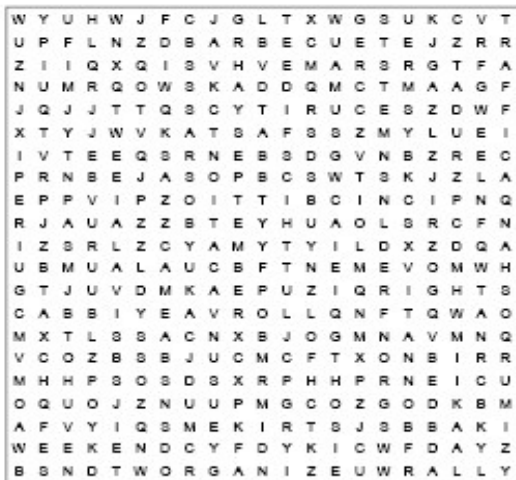 W Y U H W J F C J G L T X W G S U K C V T
U P F L N Z D B A R B E C U E T E J Z R R
Z I I Q X Q I S V H V E M A R S R G T F A
N U M R Q O W S K A D D Q M C T M A A G F
J Q J J T T Q S C Y T I R U C E S Z D W F
X T Y J W V K A T S A F S S Z M Y L U E I
I V T E E Q S R N E B S D G V N B Z R E C
P R N B E J A S O P B C S W T S K J Z L A
E P P V I P Z O I T T I B C I N C I P N Q
R J A U A Z Z B T E Y H U A O L S R C F N
I Z S R L Z C Y A M Y T Y I L D X Z D Q A
U B M U A L A U C B F T N E M E V O M W H
G T J U V D M K A E P U Z I Q R I G H T S
C A B B I Y E A V R O L L Q N F T Q W A O
M X T L S S A C N X B J O G M N A V M N Q
V C O Z B S B J U C M C F T X O N B I R R
M H H P S O S D S X R P H H P R N E I C U
O Q U O J Z N U U P M G C O Z G O D K B M
A F V Y I Q S M E K I R T S J S B B A K I
W E E K E N D C Y F D Y K I C W F D A Y Z
B S N D T W O R G A N I Z E U W R A L L Y